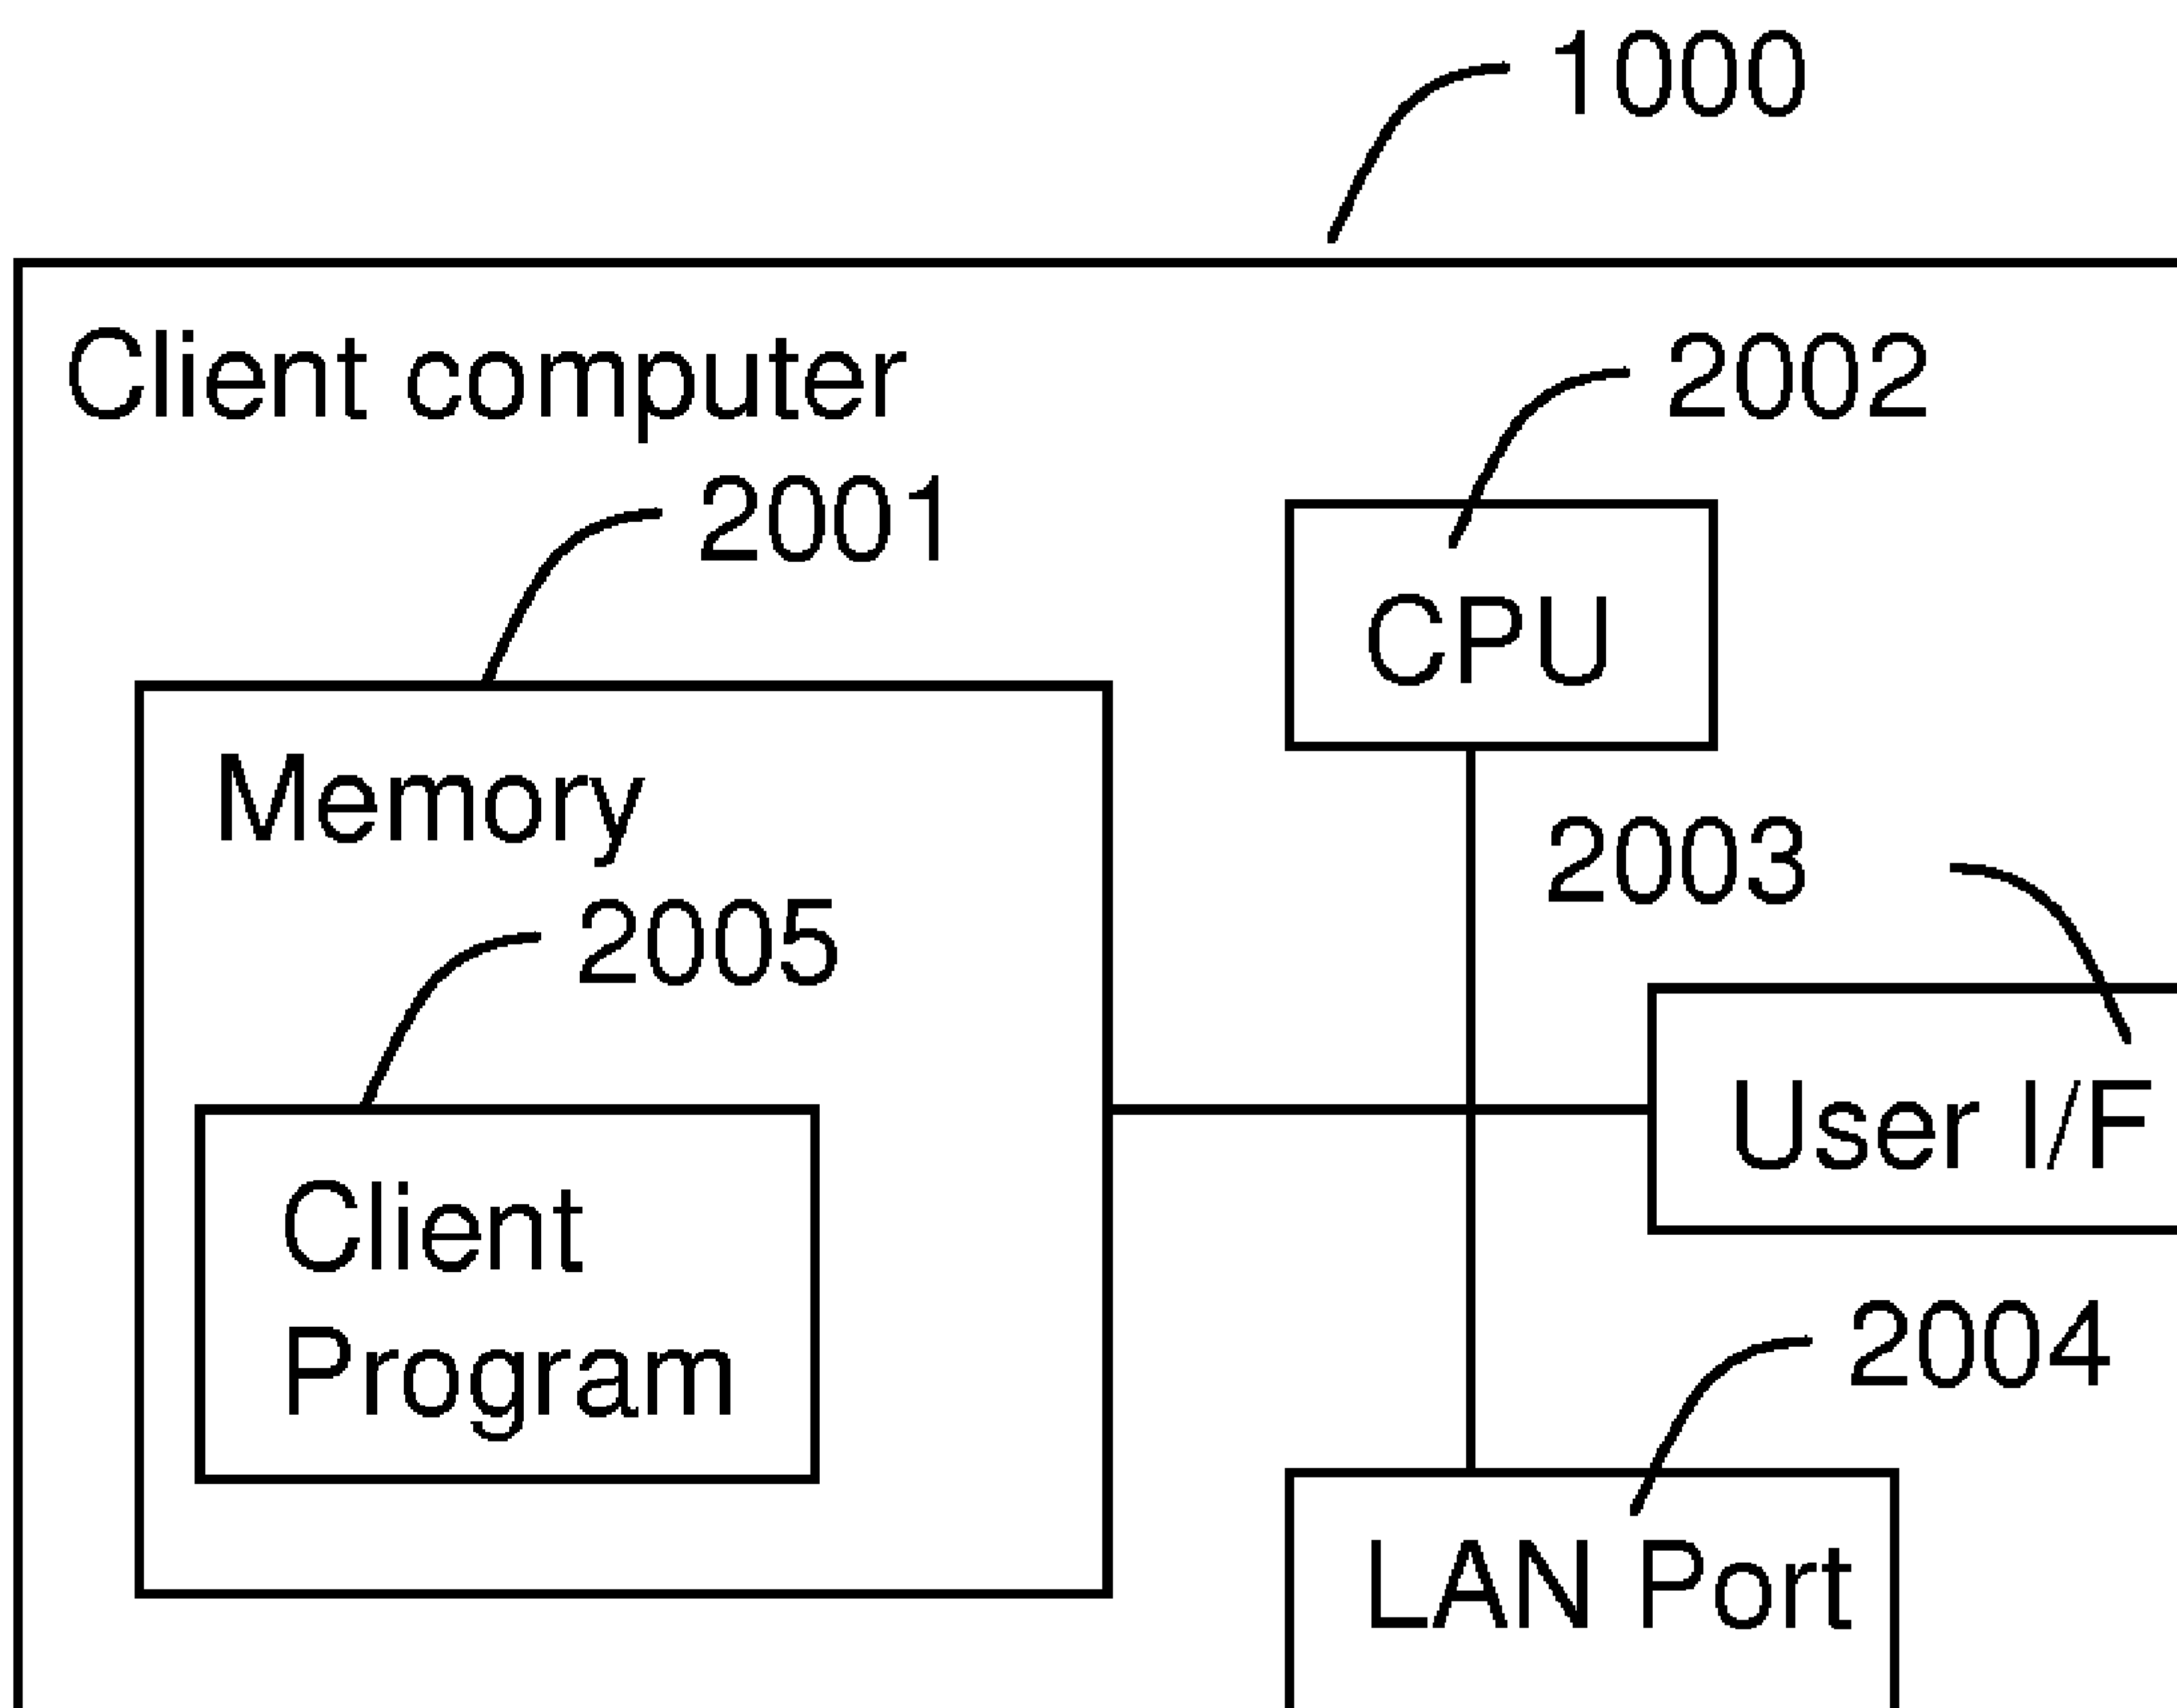 1000
Client computer
2002
2001
CPU
Memory
2003
2005
User I/F
Client
Program
2004
LAN Port